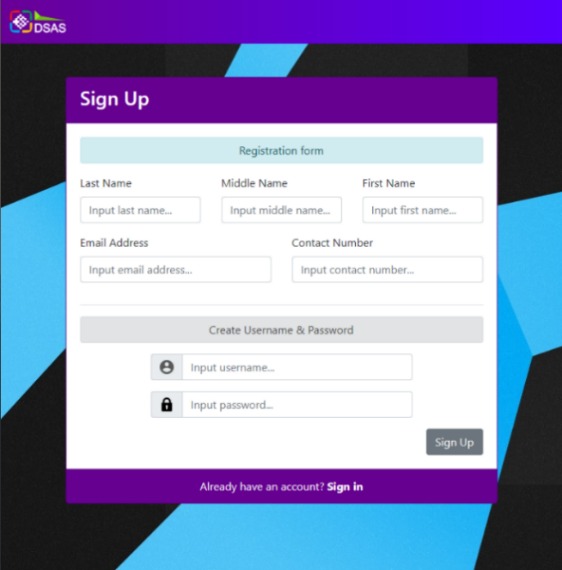 DSAS
Sign Up
Registration form
Last Name Middle Name First Name
Input last name... Input middle name... Input first name...
Email Address Contact Number
Input email address... Input contact number...
Create Username & Password
Input username...
Input password...
Sign Up
Already have an account? Sign in